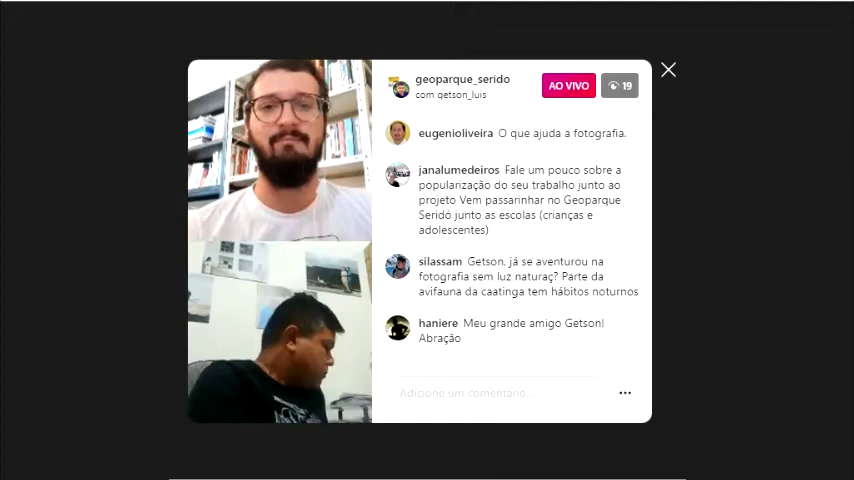 geoparque_serido
com getson_luis
AO VIVO
19
eugenioliveira O que ajuda a fotografia.
janalumedeiros Fale um pouco sobre a
popularização do seu trabalho junto ao
projeto Vem passarinhar no Geoparque
Seridó junto as escolas (crianças e
adolescentes)
silassam Getson, já se aventurou na
fotografia sem luz naturaç? Parte da
avifauna da caatinga tem hábitos noturnos
haniere Meu grande amigo Getson!
Abração
Adicione um comentário...